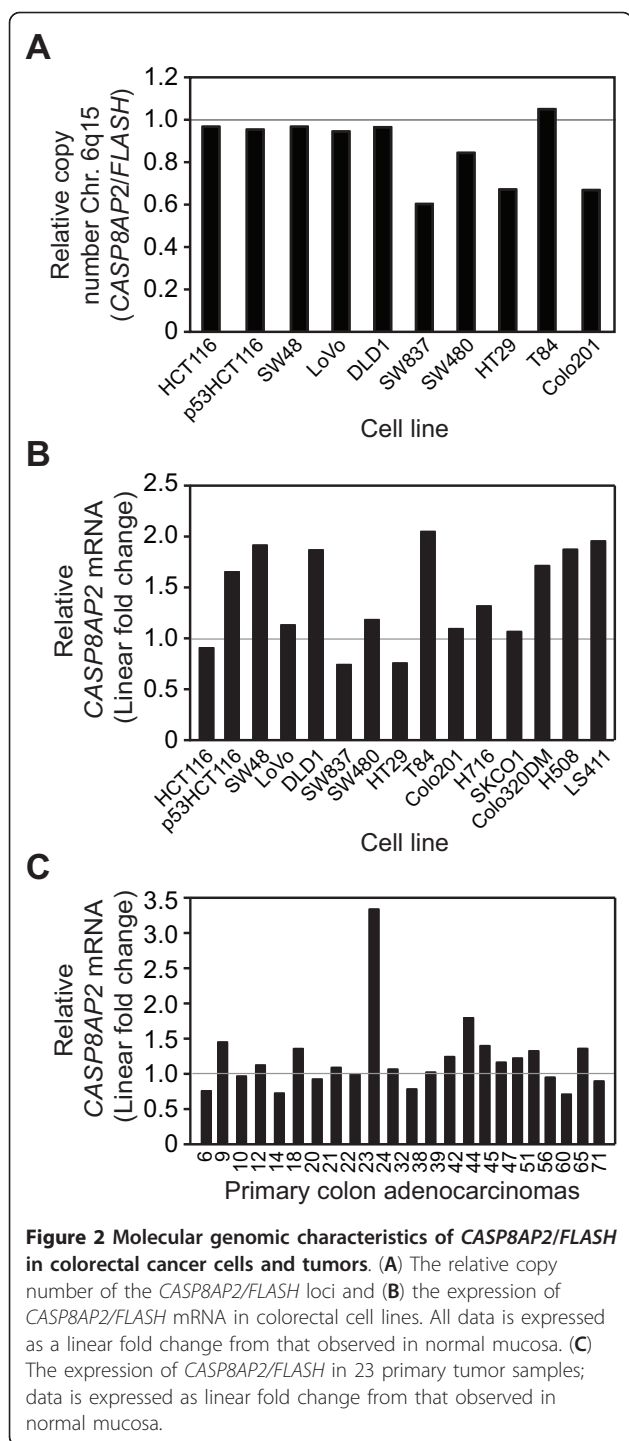 A
Relative copy
number Chr. 6q15
(CASP8AP2/FLASH)
1.2
1.0
0.8
0.6
0.4
0.2
0
HCT116
p53HCT116
SW48
LoVo
DLD1
SW837
SW480
HT29
T84
Colo201
Cell line
B
Relative
CASP8AP2 mRNA
(Linear fold change)
2.5
2.0
1.5
1.0
0.5
0
HCT116
p53HCT116
SW48
LoVo
DLD1
SW837
SW480
HT29
T84
Colo201
H716
SKCO1
Colo320DM
H508
LS411
Cell line
C
Relative
CASP8AP2 mRNA
(Linear fold change)
3.5
3.0
2.5
2.0
1.5
1.0
0.5
0
6
9
10
12
14
18
20
21
22
23
24
32
38
39
42
44
45
47
51
56
60
65
71
Primary colon adenocarcinomas
Figure 2 Molecular genomic characteristics of CASP8AP2/FLASH
in colorectal cancer cells and tumors. (A) The relative copy
number of the CASP8AP2/FLASH loci and (B) the expression of
CASP8AP2/FLASH mRNA in colorectal cell lines. All data is expressed
as a linear fold change from that observed in normal mucosa. (C)
The expression of CASP8AP2/FLASH in 23 primary tumor samples;
data is expressed as linear fold change from that observed in
normal mucosa.